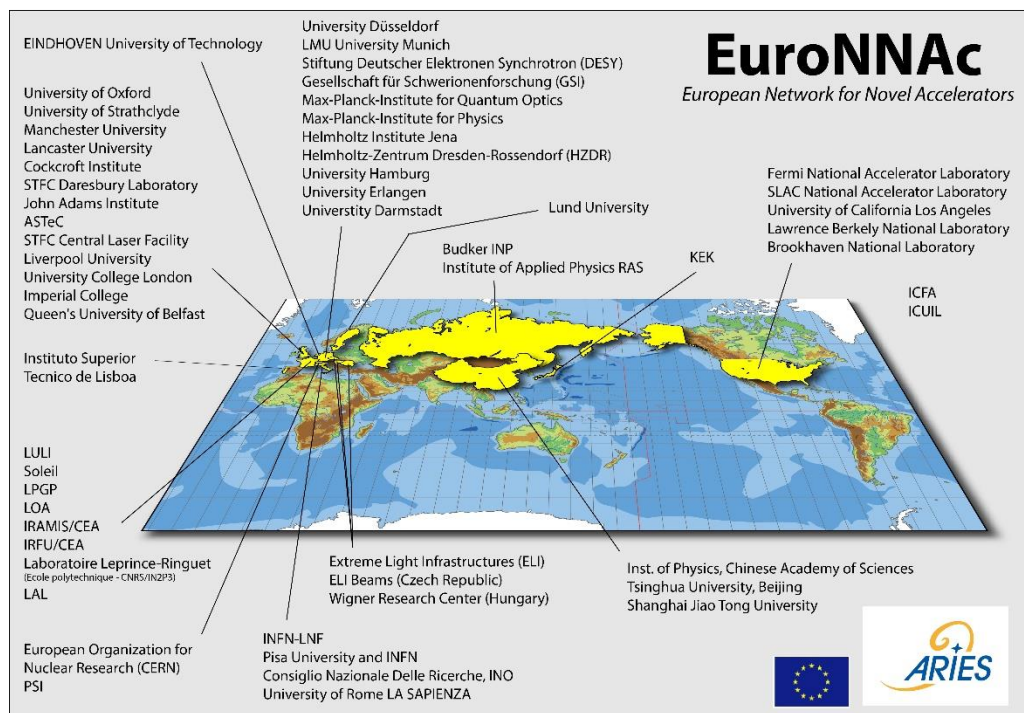 EuroNNAc
European Network for Novel Accelerators
EINDHOVEN University of Technology
University of Oxford
University of Strathclyde
Manchester University
Lancaster University
Cockcroft Institute
STFC Daresbury Laboratory
John Adams Institute
ASTeC
STFC Central Laser Facility
Liverpool University
University College London
Imperial College
Queen's University of Belfast
Instituto Superior
Tecnico de Lisboa
University Düsseldorf
LMU University Munich
Stiftung Deutscher Elektronen Synchrotron (DESY)
Gesellschaft für Schwerionenforschung (GSI)
Max-Planck-Institute for Quantum Optics
Max-Planck-Institute for Physics
Helmholtz Institute Jena
Helmholtz-Zentrum Dresden-Rossendorf (HZDR)
University Hamburg
University Erlangen
Universtity Darmstadt
Lund University
Budker INP
Institute of Applied Physics RAS
KEK
Fermi National Accelerator Laboratory
SLAC National Accelerator Laboratory
University of California Los Angeles
Lawrence Berkely National Laboratory
Brookhaven National Laboratory
ICFA
ICUIL
LULI
Soleil
LPGP
LOA
IRAMIS/CEA
IRFU/CEA
Laboratoire Leprince-Ringuet
(Ecole polytechnique - CNRS/IN2P3)
LAL
European Organization for
Nuclear Research (CERN)
PSI
Extreme Light Infrastructures (ELI)
ELI Beams (Czech Republic)
Wigner Research Center (Hungary)
INFN-LNF
Pisa University and INFN
Consiglio Nazionale Delle Ricerche, INO
University of Rome LA SAPIENZA
Inst. of Physics, Chinese Academy of Sciences
Tsinghua University, Beijing
Shanghai Jiao Tong University
ARIES